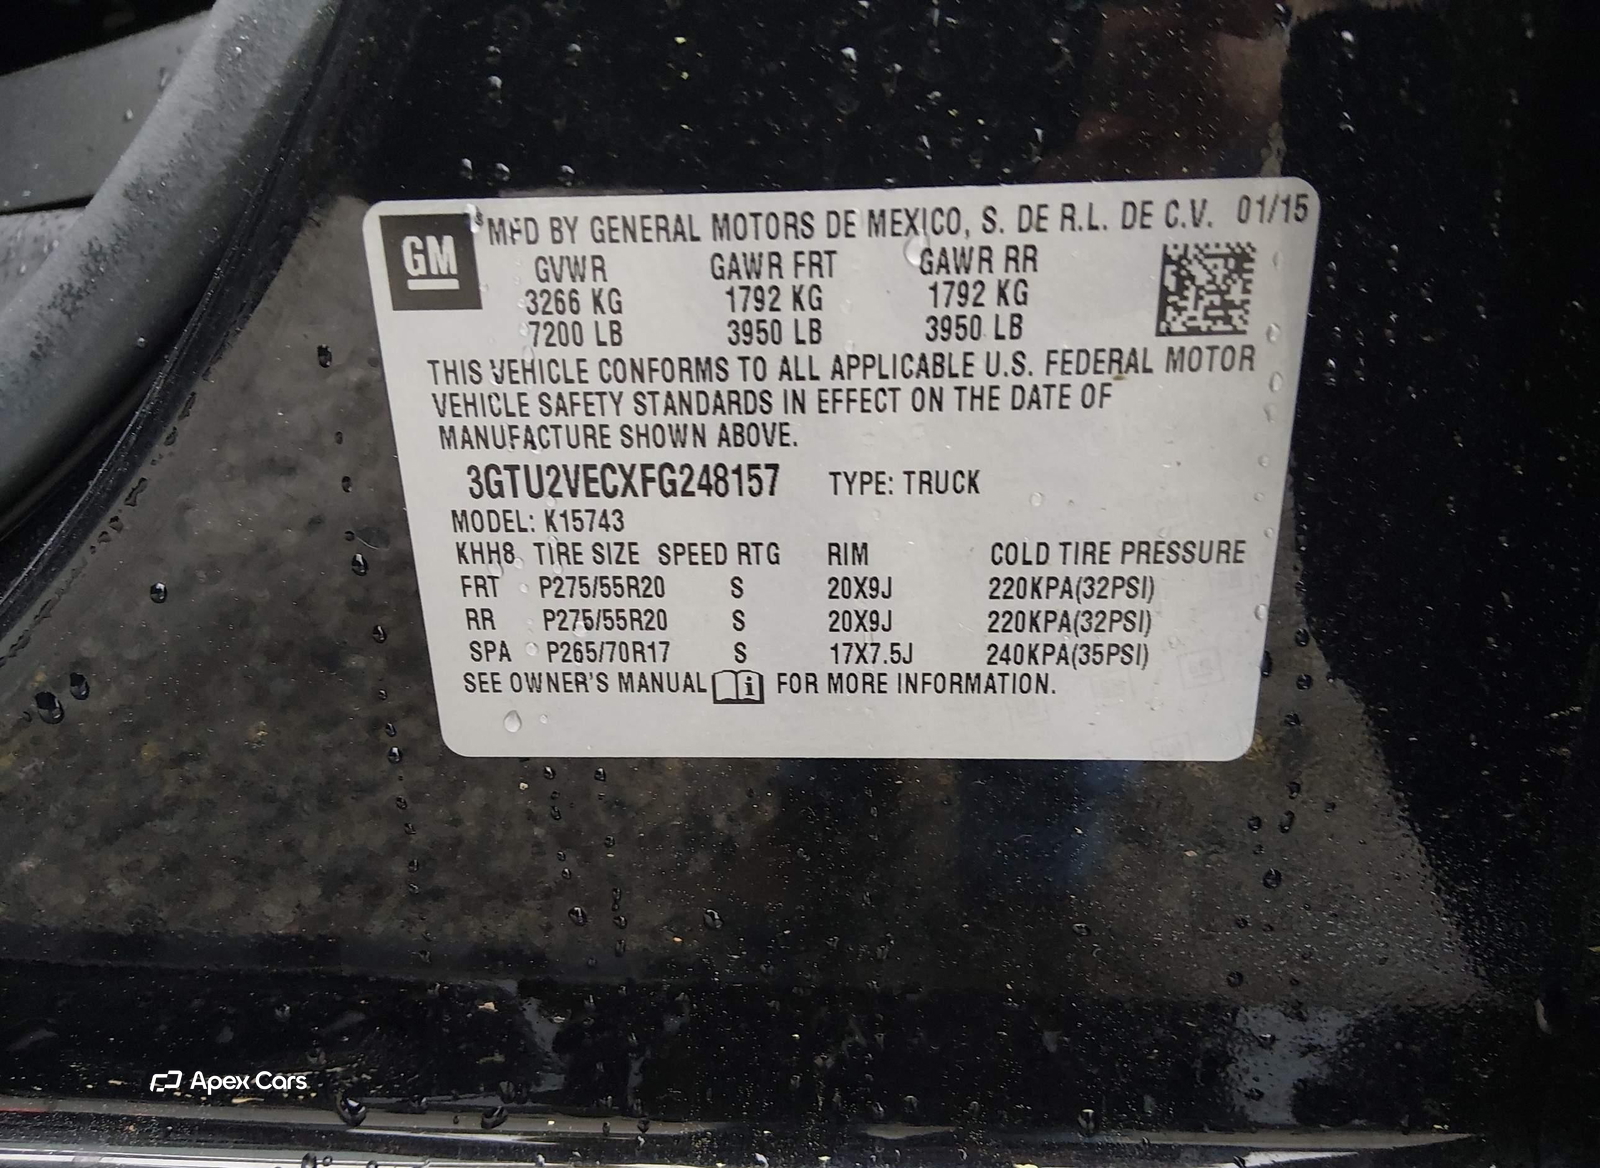 GM
MFD BY GENERAL MOTORS DE MEXICO, S. DE R.L. DE C.V. 01/15
GVWR GAWR FRT GAWR RR
3266 KG 1792 KG 1792 KG
7200 LB 3950 LB 3950 LB
THIS VEHICLE CONFORMS TO ALL APPLICABLE U.S. FEDERAL MOTOR
VEHICLE SAFETY STANDARDS IN EFFECT ON THE DATE OF
MANUFACTURE SHOWN ABOVE.
3GTU2VECXFG248157 TYPE: TRUCK
MODEL: K15743
KHH8 TIRE SIZE SPEED RTG RIM COLD TIRE PRESSURE
FRT P275/55R20 S 20X9J 220KPA(32PSI)
RR P275/55R20 S 20X9J 220KPA(32PSI)
SPA P265/70R17 S 17X7.5J 240KPA(35PSI)
SEE OWNER'S MANUAL i FOR MORE INFORMATION.
Apex Cars